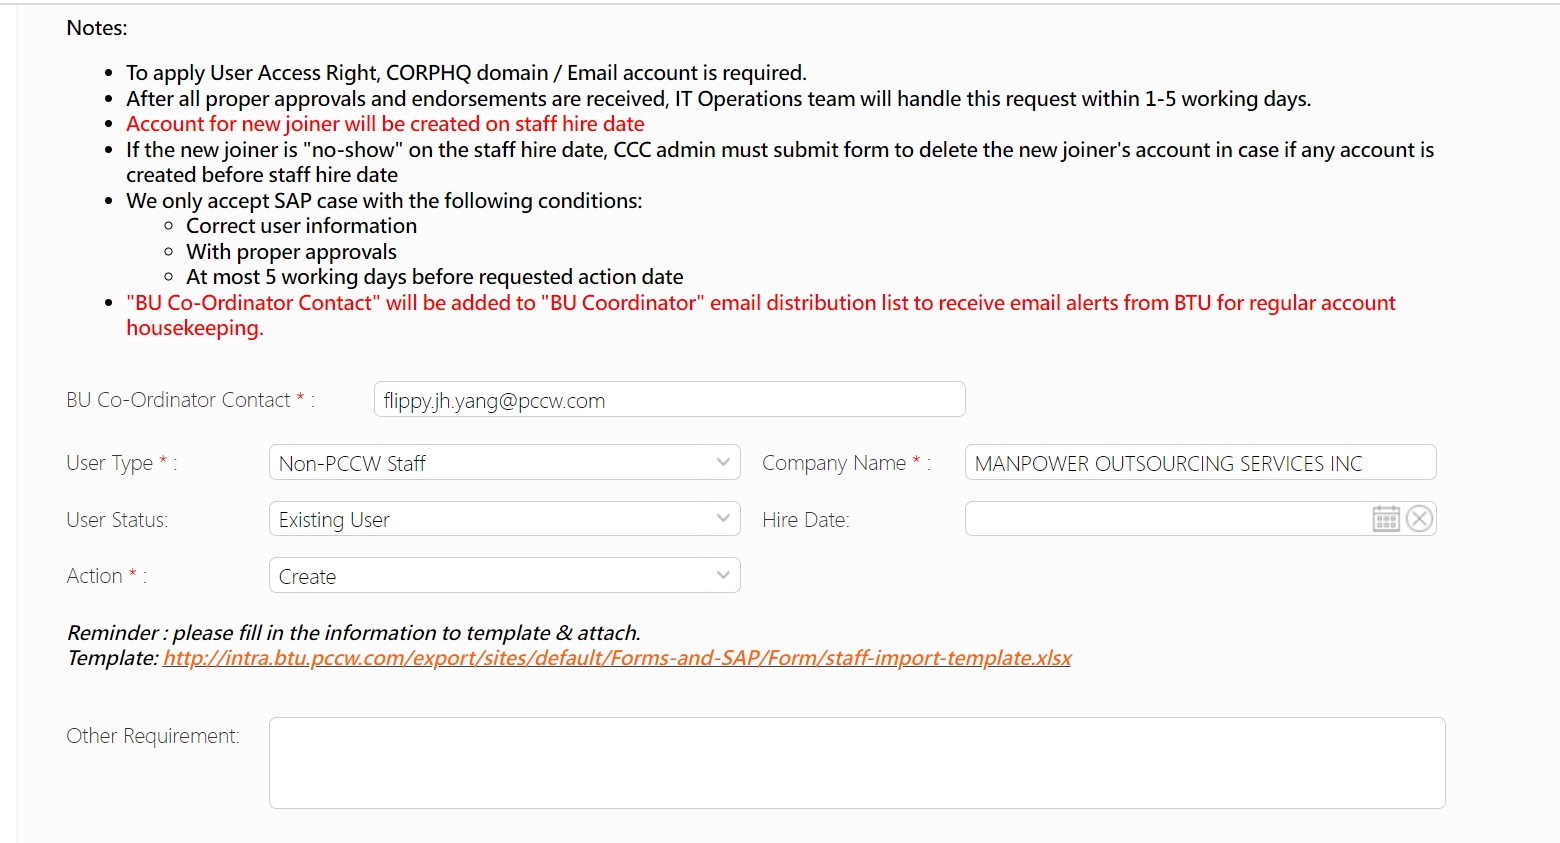 Notes:
• To apply User Access Right, CORPHQ domain / Email account is required.
• After all proper approvals and endorsements are received, IT Operations team will handle this request within 1-5 working days.
• Account for new joiner will be created on staff hire date
• If the new joiner is "no-show" on the staff hire date, CCC admin must submit form to delete the new joiner's account in case if any account is
created before staff hire date
• We only accept SAP case with the following conditions:
◦ Correct user information
◦ With proper approvals
◦ At most 5 working days before requested action date
• "BU Co-Ordinator Contact" will be added to "BU Coordinator" email distribution list to receive email alerts from BTU for regular account
housekeeping.
BU Co-Ordinator Contact * : flippy.jh.yang@pccw.com
User Type * : Non-PCCW Staff Company Name * : MANPOWER OUTSOURCING SERVICES INC
User Status: Existing User Hire Date:
Action * : Create
Reminder : please fill in the information to template & attach.
Template: http://intra.btu.pccw.com/export/sites/default/Forms-and-SAP/Form/staff-import-template.xlsx
Other Requirement: